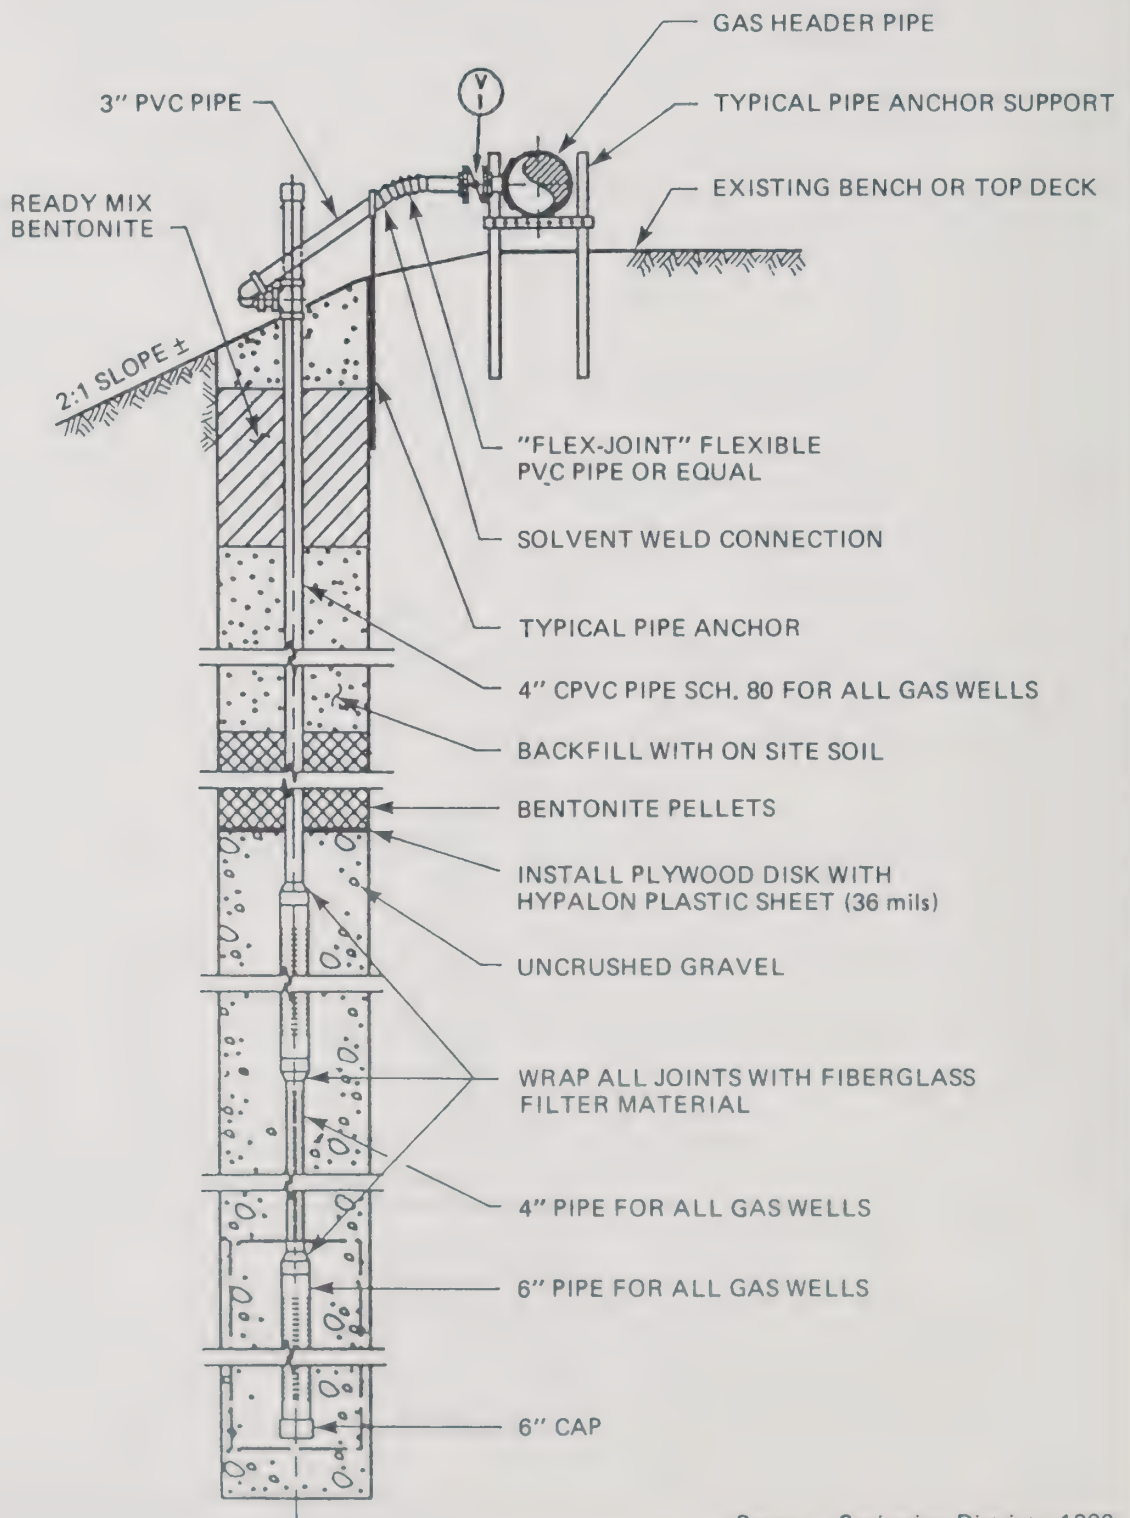 GAS HEADER PIPE
3" PVC PIPE
V
1
TYPICAL PIPE ANCHOR SUPPORT
READY MIX
BENTONITE
EXISTING BENCH OR TOP DECK
2:1 SLOPE ±
"FLEX-JOINT" FLEXIBLE
PVC PIPE OR EQUAL
SOLVENT WELD CONNECTION
TYPICAL PIPE ANCHOR
4" CPVC PIPE SCH. 80 FOR ALL GAS WELLS
BACKFILL WITH ON SITE SOIL
BENTONITE PELLETS
INSTALL PLYWOOD DISK WITH
HYPALON PLASTIC SHEET (36 mils)
UNCRUSHED GRAVEL
WRAP ALL JOINTS WITH FIBERGLASS
FILTER MATERIAL
4" PIPE FOR ALL GAS WELLS
6" PIPE FOR ALL GAS WELLS
6" CAP